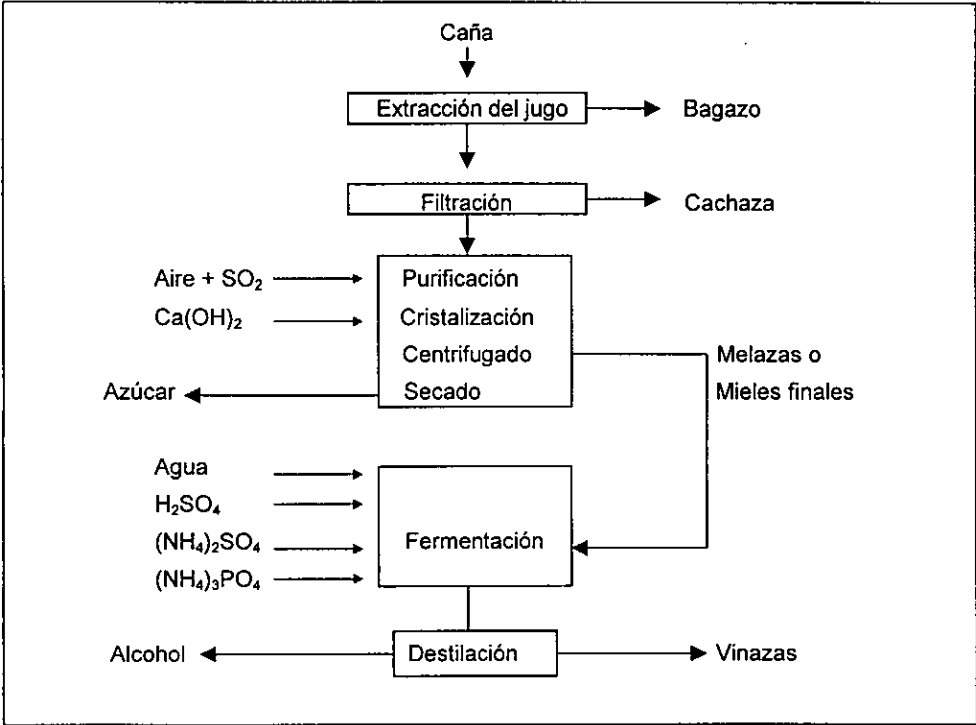 Caña
Extracción del jugo
Bagazo
Filtración
Cachaza
Aire + SO₂
Ca(OH)₂
Purificación
Cristalización
Centrifugado
Secado
Azúcar
Melazas o
Mieles finales
Agua
H₂SO₄
(NH₄)₂SO₄
(NH₄)₃PO₄
Fermentación
Alcohol
Destilación
Vinazas